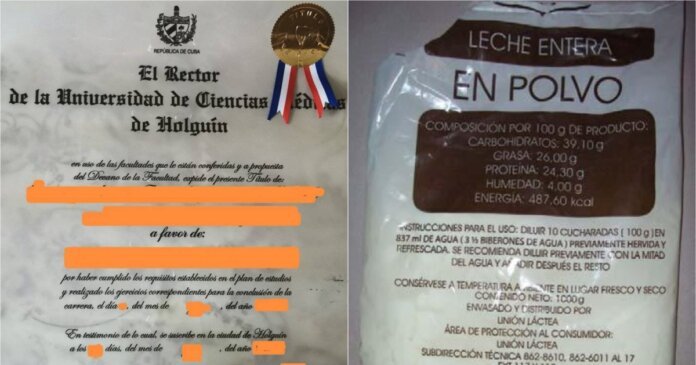 REPÚBLICA DE CUBA
TITULO
El Rector
de la Universidad de Ciencias Médicas
de Holguín
en uso de las facultades que le están conferidas y a propuesta
del Decano de la Facultad, expide el presente Título de:
a favor de:
por haber cumplido los requisitos establecidos en el plan de estudios
y realizado los ejercicios correspondientes para la conclusión de la
carrera, el día, del mes de, del año
En testimonio de lo cual, se suscribe en la ciudad de Holguín
a los días, del mes de, del año
LECHE ENTERA
EN POLVO
COMPOSICIÓN POR 100 g DE PRODUCTO:
CARBOHIDRATOS: 39,10 g
GRASA: 26,00 g
PROTEINA: 24,30 g
HUMEDAD: 4.00 g
ENERGIA: 487.60 kcal
INSTRUCCIONES PARA EL USO: DILUIR 10 CUCHARADAS (100 g) EN
837 ml DE AGUA (3 ½ BIBERONES DE AGUA) PREVIAMENTE HERVIDA Y
REFRESCADA. SE RECOMIENDA DILUIR PREVIAMENTE CON LA MITAD
DEL AGUA Y AÑADIR DESPUÉS EL RESTO
CONSÉRVESE A TEMPERATURA AMBIENTE EN LUGAR FRESCO Y SECO
CONTENIDO NETO: 1000g
ENVASADO Y DISTRIBUIDO POR
UNIÓN LÁCTEA
ÁREA DE PROTECCIÓN AL CONSUMIDOR:
UNIÓN LÁCTEA
SUBDIRECCIÓN TÉCNICA 862-8610, 862-6011 AL 17